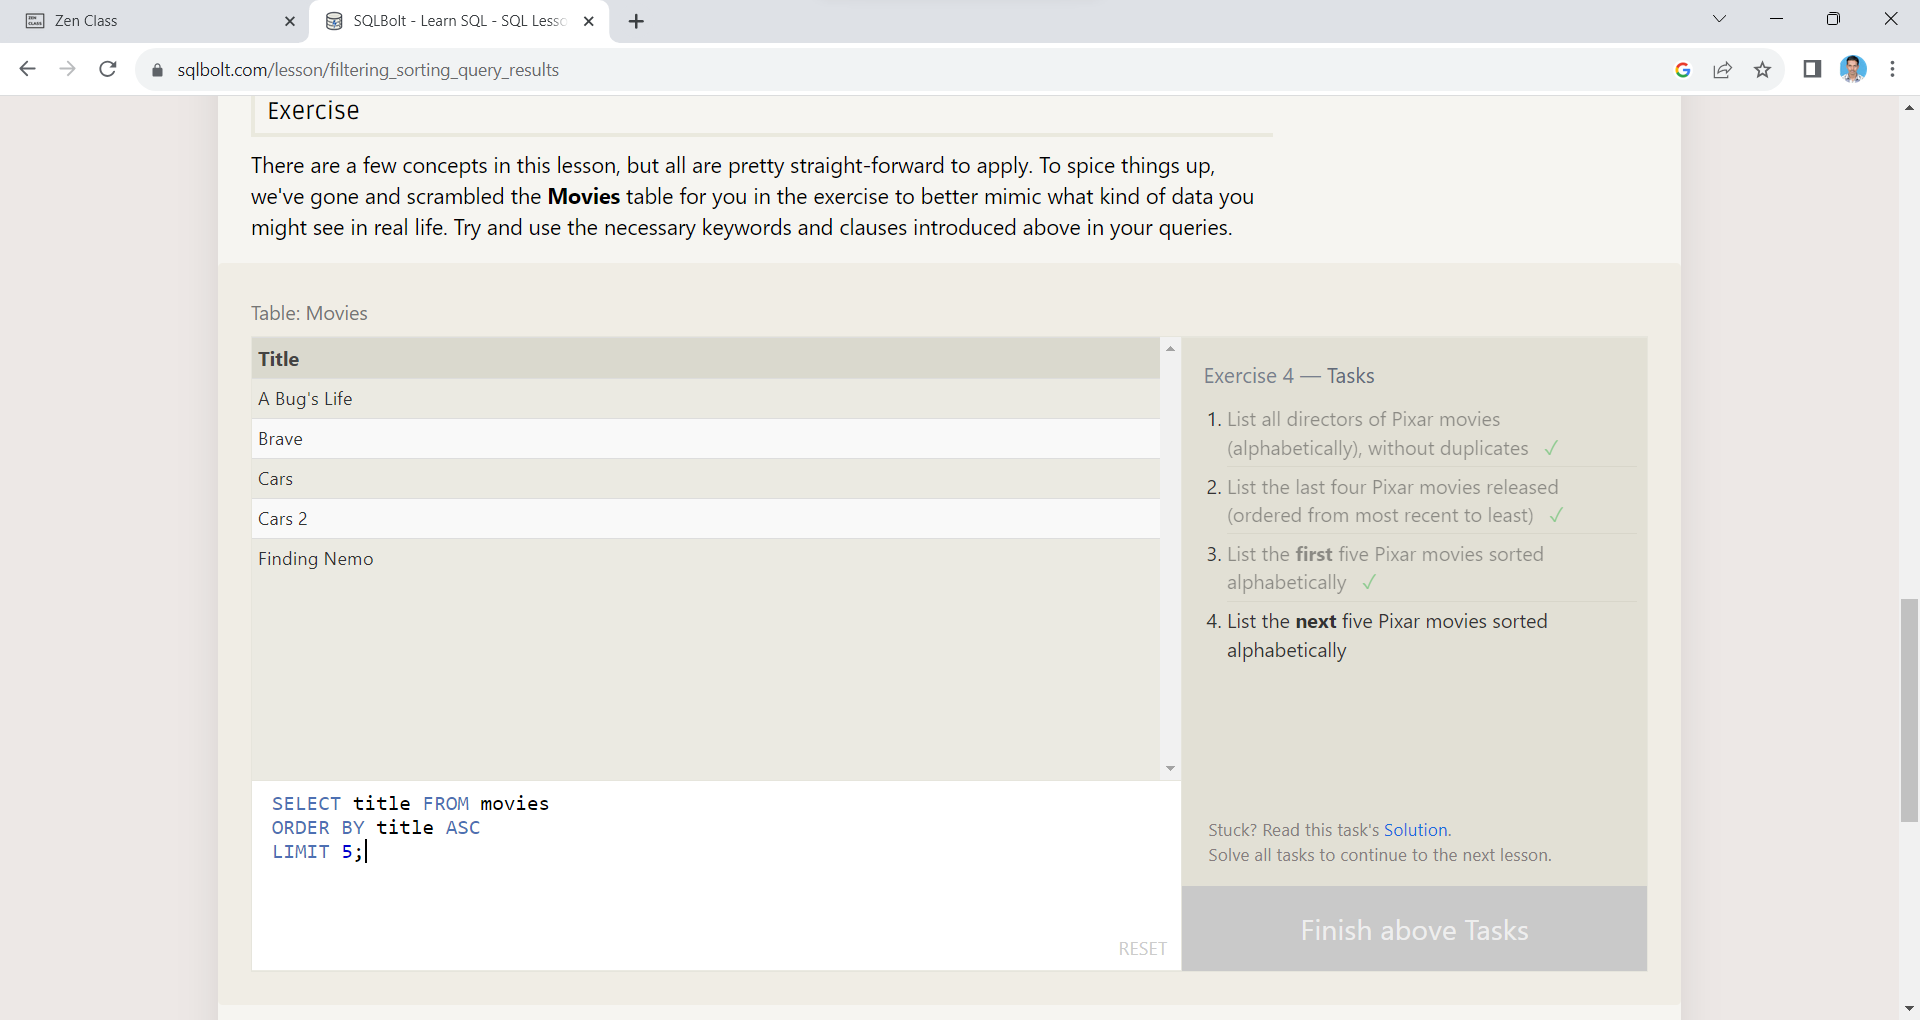 Zen Class
SQLBolt - Learn SQL - SQL Lesso
sqlbolt.com/lesson/filtering_sorting_query_results
Exercise
There are a few concepts in this lesson, but all are pretty straight-forward to apply. To spice things up,
we've gone and scrambled the Movies table for you in the exercise to better mimic what kind of data you
might see in real life. Try and use the necessary keywords and clauses introduced above in your queries.
Table: Movies
Title
A Bug's Life
Brave
Cars
Cars 2
Finding Nemo
SELECT title FROM movies
ORDER BY title ASC
LIMIT 5;
RESET
Exercise 4 — Tasks
1. List all directors of Pixar movies
(alphabetically), without duplicates ✓
2. List the last four Pixar movies released
(ordered from most recent to least) ✓
3. List the first five Pixar movies sorted
alphabetically ✓
4. List the next five Pixar movies sorted
alphabetically
Stuck? Read this task's Solution.
Solve all tasks to continue to the next lesson.
Finish above Tasks